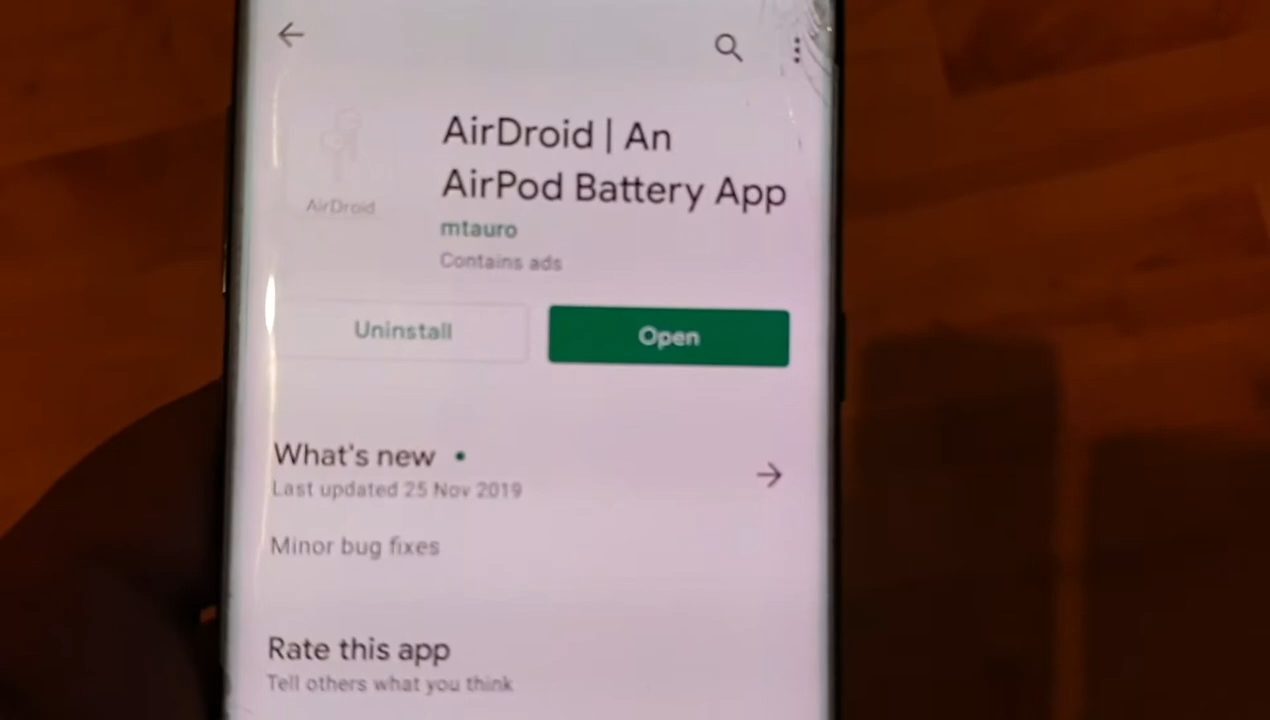 AirDroid | An
AirPod Battery App
AirDroid
mtauro
Contains ads
Uninstall
Open
What's new
Last updated 25 Nov 2019
Minor bug fixes
Rate this app
Tell others what you think